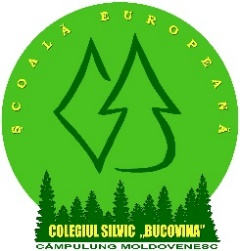 ȘCOALĂ EUROPEANĂ
COLEGIUL SILVIC „BUCOVINA”
CÂMPULUNG MOLDOVENESC